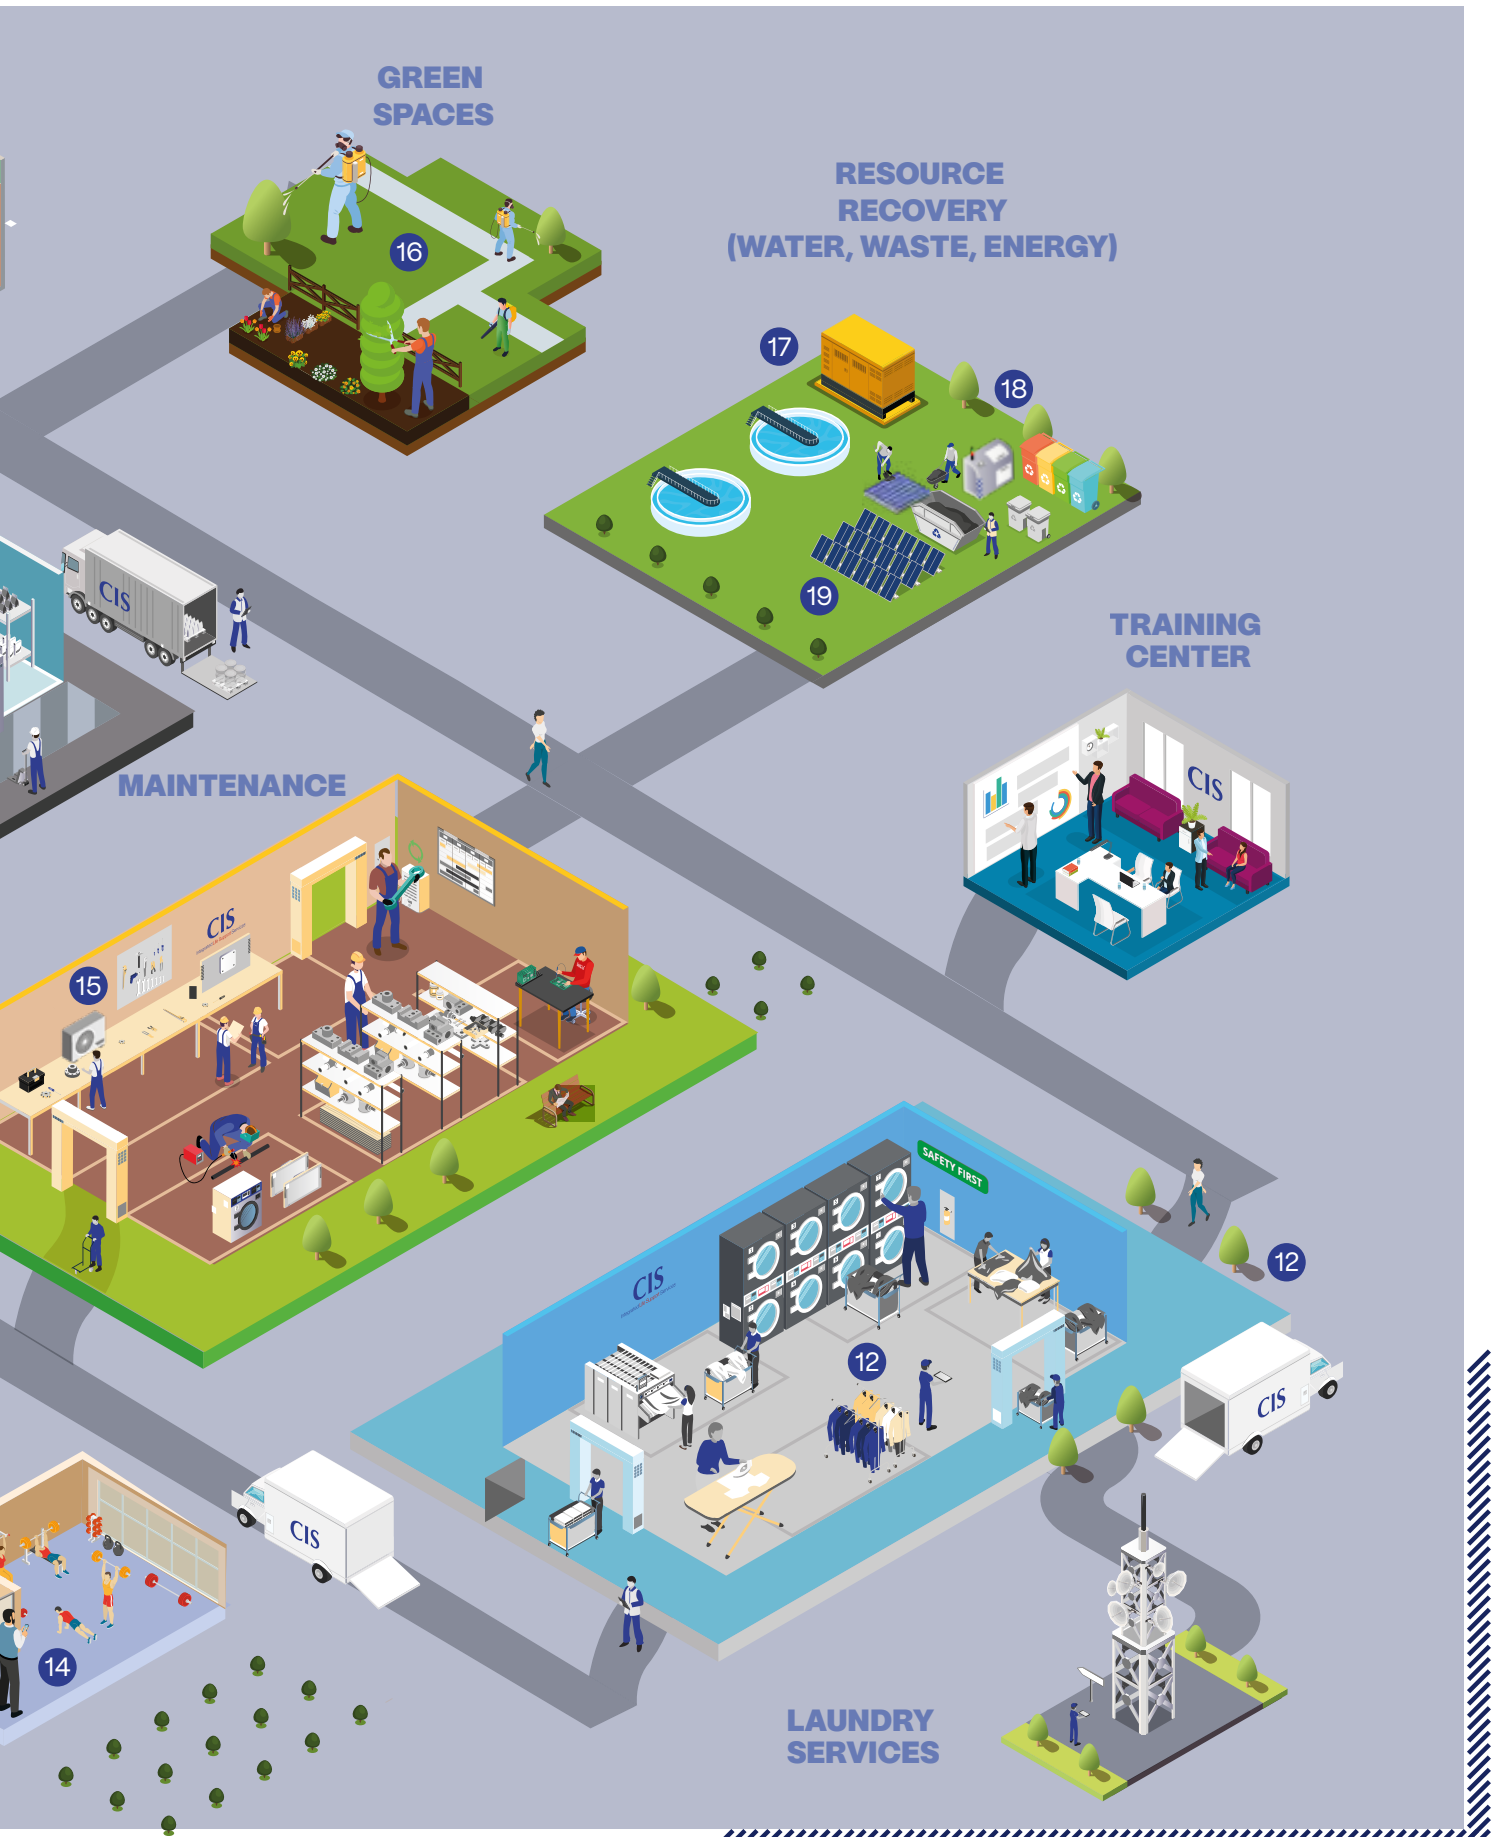 GREEN
SPACES
16
RESOURCE
RECOVERY
(WATER, WASTE, ENERGY)
17
18
19
CIS
TRAINING
CENTER
CIS
MAINTENANCE
CIS
15
SAFETY FIRST
CIS
12
12
CIS
CIS
14
LAUNDRY
SERVICES